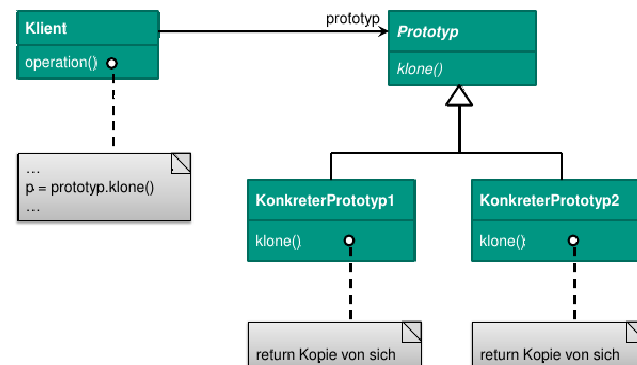 Klient
operation()
prototyp
Prototyp
klone()
…
p = prototyp.klone()
…
KonkreterPrototyp1
klone()
KonkreterPrototyp2
klone()
return Kopie von sich
return Kopie von sich